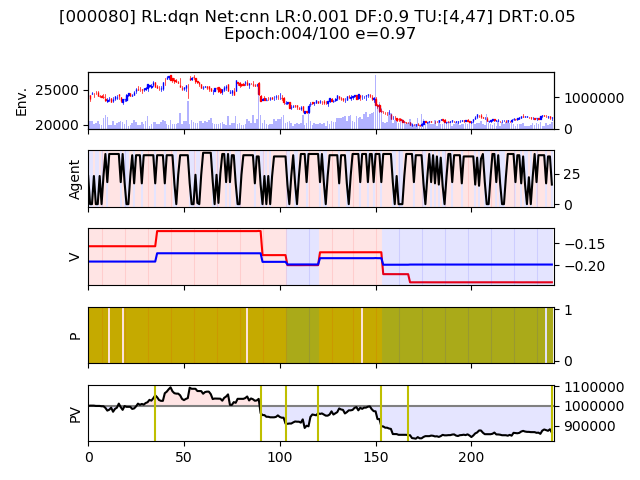 [000080] RL:dqn Net:cnn LR:0.001 DF:0.9 TU:[4,47] DRT:0.05
Epoch:004/100 e=0.97
Env.
25000
20000
1000000
0
Agent
25
0
V
−0.15
−0.20
P
1
0
PV
1100000
1000000
900000
0
50
100
150
200